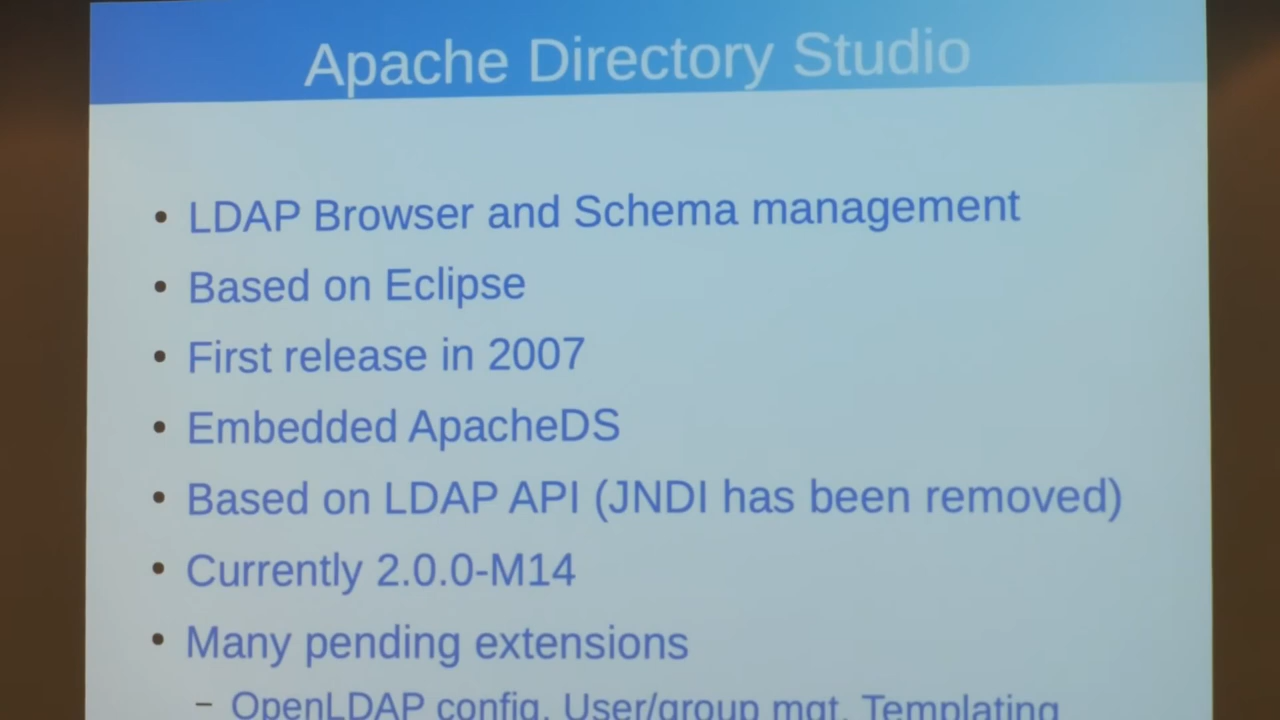 Apache Directory Studio
• LDAP Browser and Schema management
• Based on Eclipse
• First release in 2007
• Embedded ApacheDS
• Based on LDAP API (JNDI has been removed)
• Currently 2.0.0-M14
• Many pending extensions
– OpenLDAP config, User/group mgt, Templating